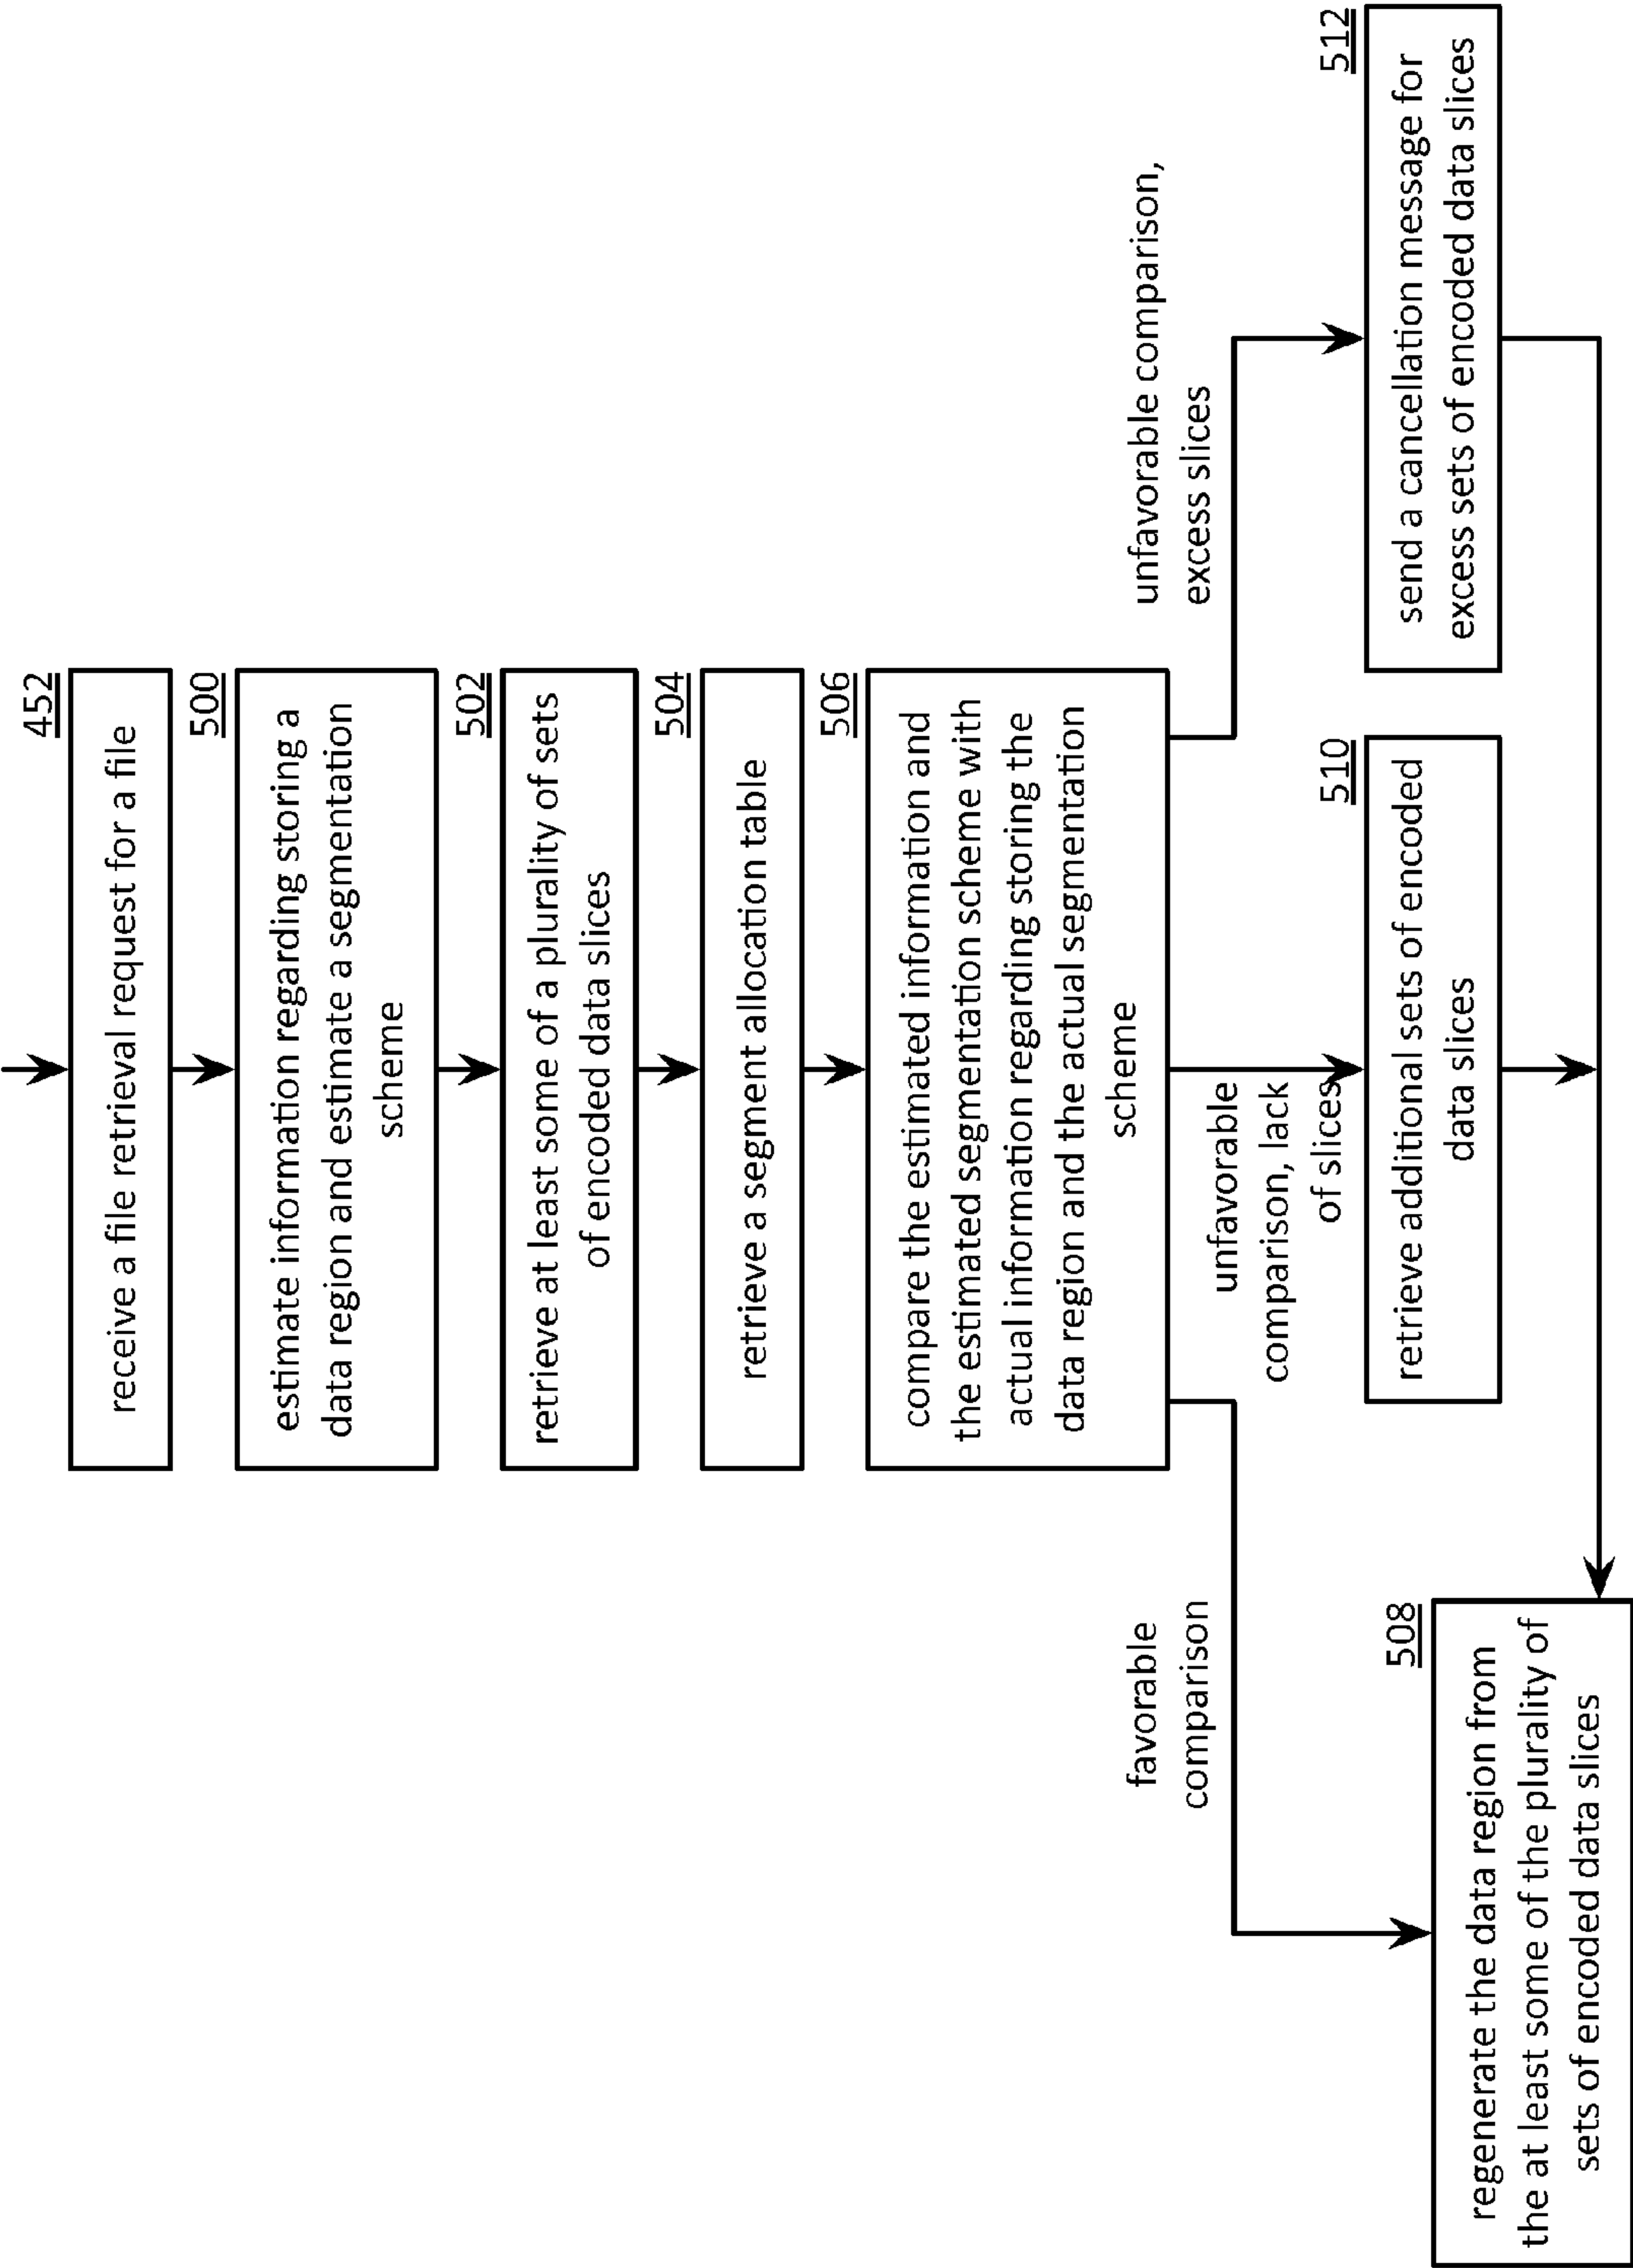 452
receive a file retrieval request for a file
500
estimate information regarding storing a
data region and estimate a segmentation
scheme
502
retrieve at least some of a plurality of sets
of encoded data slices
504
retrieve a segment allocation table
506
compare the estimated information and
the estimated segmentation scheme with
actual information regarding storing the
data region and the actual segmentation
scheme
favorable
comparison
unfavorable
comparison, lack
of slices
unfavorable comparison,
excess slices
508
regenerate the data region from
the at least some of the plurality of
sets of encoded data slices
510
retrieve additional sets of encoded
data slices
512
send a cancellation message for
excess sets of encoded data slices